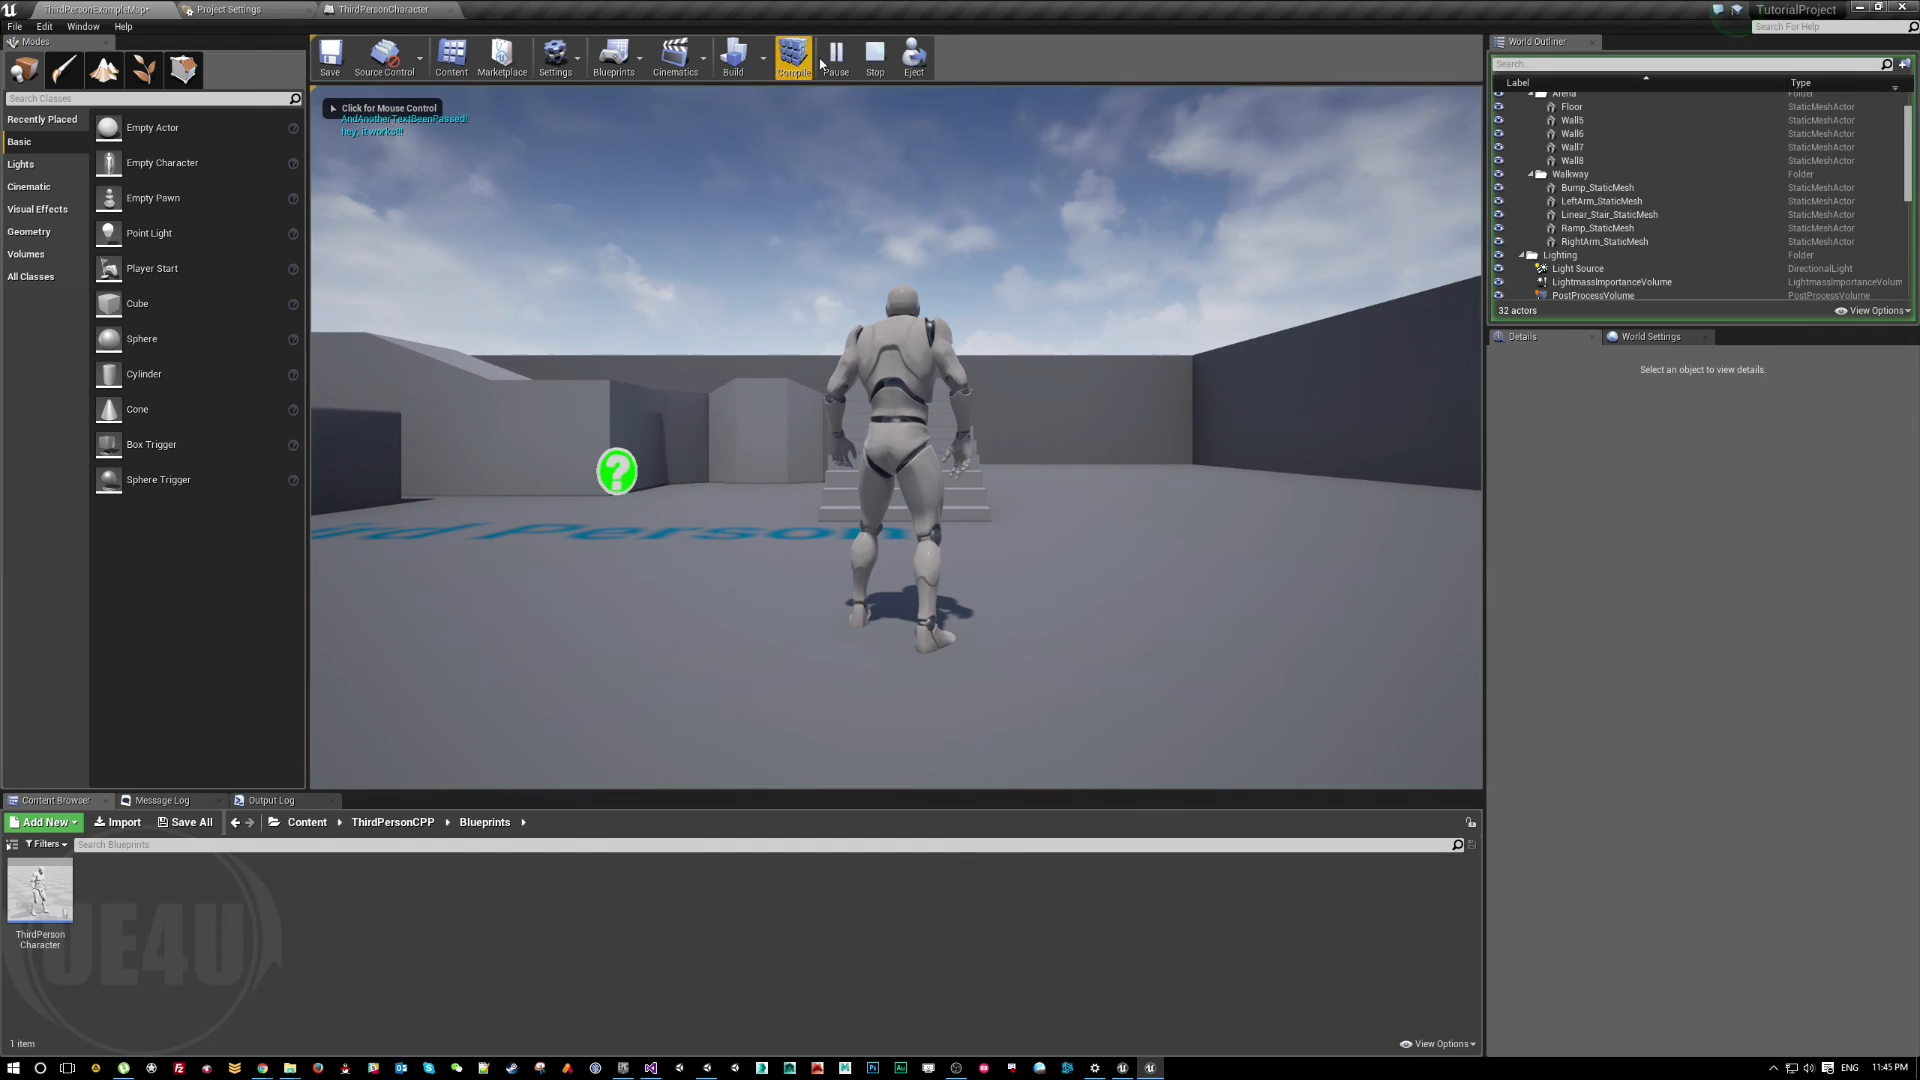 ThirdPersonExampleMap*
Project Settings
ThirdPersonCharacter
TutorialProject
File Edit Window Help
Search For Help
Modes
Search Classes
Recently Placed
Basic
Lights
Cinematic
Visual Effects
Geometry
Volumes
All Classes
Empty Actor
Empty Character
Empty Pawn
Point Light
Player Start
Cube
Sphere
Cylinder
Cone
Box Trigger
Sphere Trigger
Save
Source Control
Content
Marketplace
Settings
Blueprints
Cinematics
Build
Compile
Pause
Stop
Eject
Click for Mouse Control
AndAnotherTextBeenPassed!
hey, it works!!!
?
ird Person
World Outliner
Search...
Label Type
Arena Folder
Floor StaticMeshActor
Wall5 StaticMeshActor
Wall6 StaticMeshActor
Wall7 StaticMeshActor
Wall8 StaticMeshActor
Walkway Folder
Bump_StaticMesh StaticMeshActor
LeftArm_StaticMesh StaticMeshActor
Linear_Stair_StaticMesh StaticMeshActor
Ramp_StaticMesh StaticMeshActor
RightArm_StaticMesh StaticMeshActor
Lighting Folder
Light Source DirectionalLight
LightmassImportanceVolume LightmassImportanceVolum
PostProcessVolume PostProcessVolume
32 actors
View Options
Details
World Settings
Select an object to view details.
Content Browser
Message Log
Output Log
Add New
Import
Save All
Content
ThirdPersonCPP
Blueprints
Filters
Search Blueprints
ThirdPerson
Character
UE4U
1 item
View Options
ENG
11:45 PM